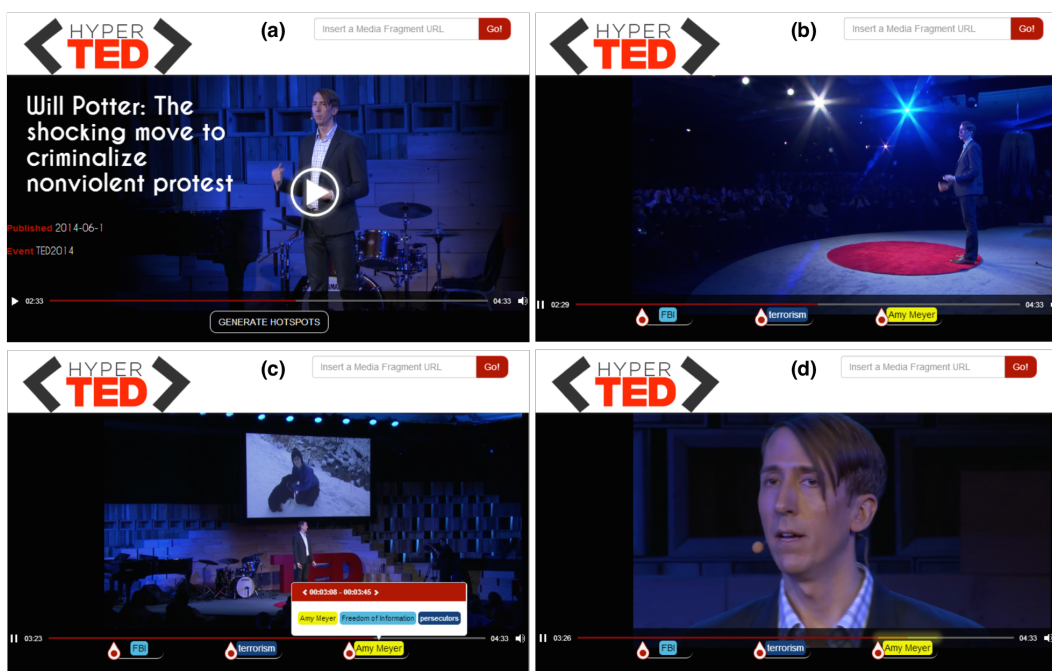 HYPER
TED
(a)
Insert a Media Fragment URL
Go!
Will Potter: The
shocking move to
criminalize
nonviolent protest
Published 2014-06-1
Event TED2014
02:33
04:33
GENERATE HOTSPOTS
HYPER
TED
(b)
Insert a Media Fragment URL
Go!
02:29
04:33
FBI
terrorism
Amy Meyer
HYPER
TED
(c)
Insert a Media Fragment URL
Go!
TED
00:03:08 - 00:03:45
Amy Meyer Freedom of Information persecutors
03:23
04:33
FBI
terrorism
Amy Meyer
HYPER
TED
(d)
Insert a Media Fragment URL
Go!
03:26
04:33
FBI
terrorism
Amy Meyer